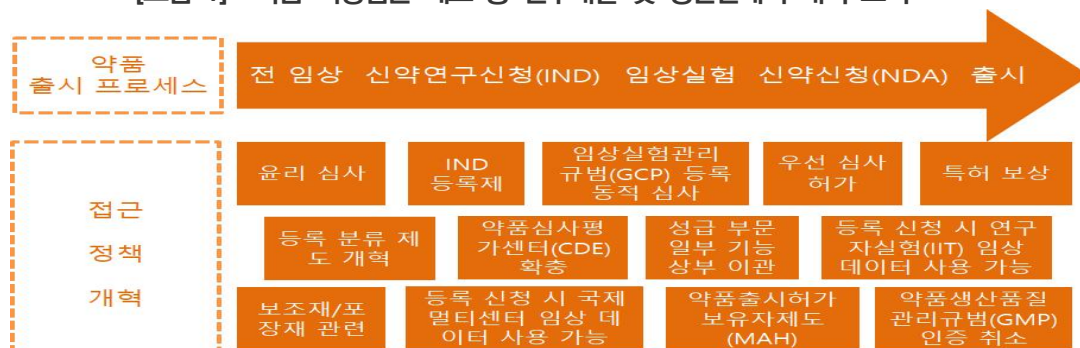 약품
출시 프로세스
전 임상 신약연구신청(IND) 임상실험 신약신청(NDA) 출시
접근
정책
개혁
윤리 심사
IND
등록제
임상실험관리
규범(GCP) 등록
동적 심사
우선 심사
허가
특허 보상
등록 분류 제
도 개혁
약품심사평
가센터(CDE)
확충
성급 부문
일부 기능
상부 이관
등록 신청 시 연구
자실험(IIT) 임상
데이터 사용 가능
보조재/포
장재 관련
등록 신청 시 국제
멀티센터 임상 데
이터 사용 가능
약품출시허가
보유자제도
(MAH)
약품생산품질
관리규범(GMP)
인증 취소